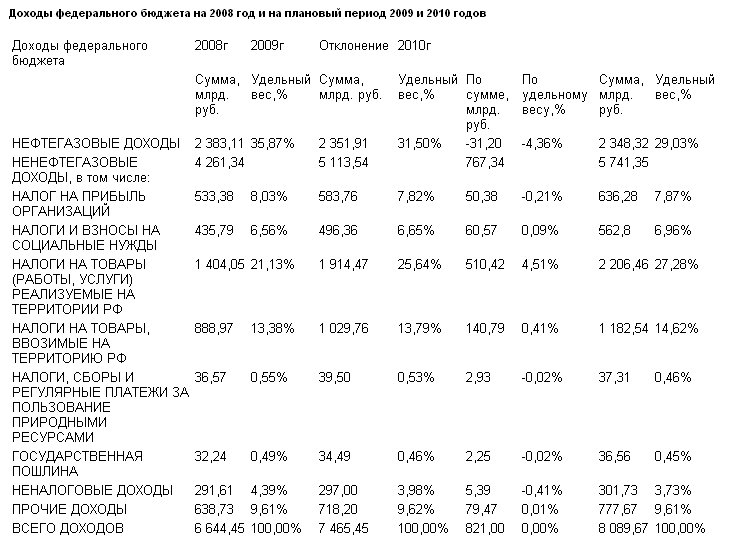 Доходы федерального бюджета на 2008 год и на плановый период 2009 и 2010 годов
Доходы федерального 2008г 2009г Отклонение 2010г
бюджета
Сумма, Удельный Сумма, Удельный По По Сумма, Удельный
млрд. вес,% млрд. руб. вес,% сумме, удельному млрд. вес,%
руб. млрд. весу,% руб.
руб.
НЕФТЕГАЗОВЫЕ ДОХОДЫ 2 383,11 35,87% 2 351,91 31,50% -31,20 -4,36% 2 348,32 29,03%
НЕНЕФТЕГАЗОВЫЕ 4 261,34 5 113,54 767,34 5 741,35
ДОХОДЫ, в том числе:
НАЛОГ НА ПРИБЫЛЬ 533,38 8,03% 583,76 7,82% 50,38 -0,21% 636,28 7,87%
ОРГАНИЗАЦИЙ
НАЛОГИ И ВЗНОСЫ НА 435,79 6,56% 496,36 6,65% 60,57 0,09% 562,8 6,96%
СОЦИАЛЬНЫЕ НУЖДЫ
НАЛОГИ НА ТОВАРЫ 1 404,05 21,13% 1 914,47 25,64% 510,42 4,51% 2 206,46 27,28%
(РАБОТЫ, УСЛУГИ)
РЕАЛИЗУЕМЫЕ НА
ТЕРРИТОРИИ РФ
НАЛОГИ НА ТОВАРЫ, 888,97 13,38% 1 029,76 13,79% 140,79 0,41% 1 182,54 14,62%
ВВОЗИМЫЕ НА
ТЕРРИТОРИЮ РФ
НАЛОГИ, СБОРЫ И 36,57 0,55% 39,50 0,53% 2,93 -0,02% 37,31 0,46%
РЕГУЛЯРНЫЕ ПЛАТЕЖИ ЗА
ПОЛЬЗОВАНИЕ
ПРИРОДНЫМИ
РЕСУРСАМИ
ГОСУДАРСТВЕННАЯ 32,24 0,49% 34,49 0,46% 2,25 -0,02% 36,56 0,45%
ПОШЛИНА
НЕНАЛОГОВЫЕ ДОХОДЫ 291,61 4,39% 297,00 3,98% 5,39 -0,41% 301,73 3,73%
ПРОЧИЕ ДОХОДЫ 638,73 9,61% 718,20 9,62% 79,47 0,01% 777,67 9,61%
ВСЕГО ДОХОДОВ 6 644,45 100,00% 7 465,45 100,00% 821,00 0,00% 8 089,67 100,00%